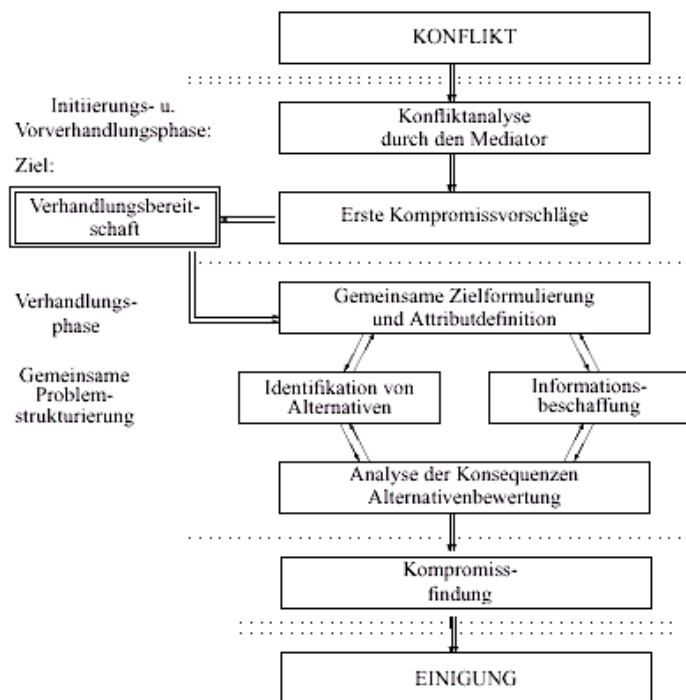 KONFLIKT
Initiierungs- u.
Vorverhandlungsphase:
Konfliktanalyse
durch den Mediator
Ziel:
Verhandlungsbereit-
schaft
Erste Kompromissvorschläge
Verhandlungs-
phase
Gemeinsame Zielformulierung
und Attributdefinition
Gemeinsame
Problem-
strukturierung
Identifikation von
Alternativen
Informations-
beschaffung
Analyse der Konsequenzen
Alternativenbewertung
Kompromiss-
findung
EINIGUNG